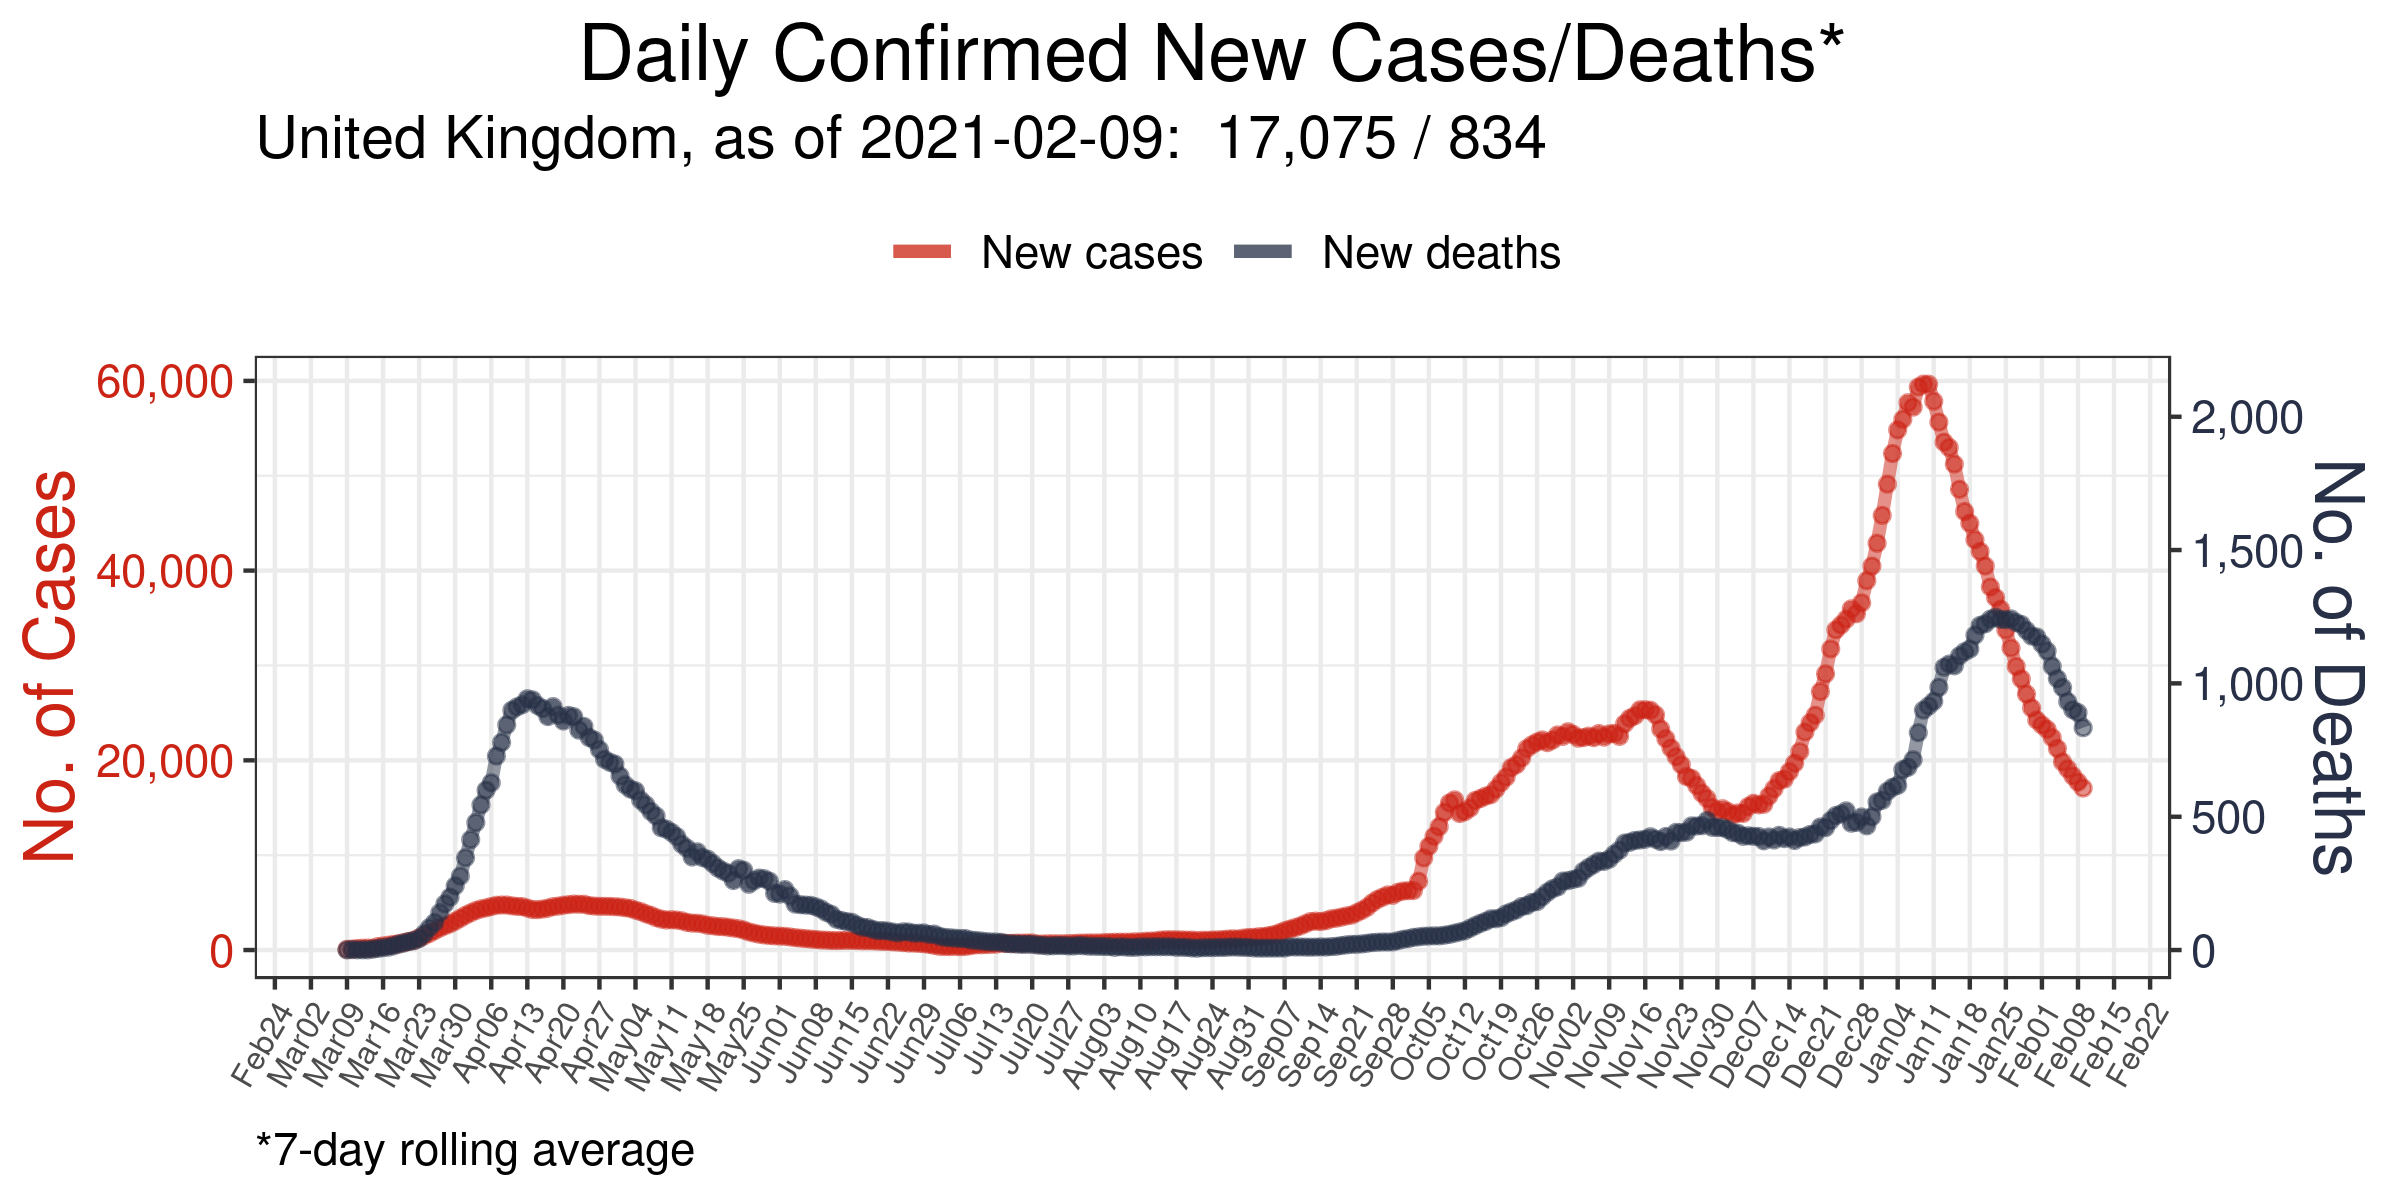 Daily Confirmed New Cases/Deaths*
United Kingdom, as of 2021-02-09:  17,075 / 834
New cases
New deaths
No. of Cases
60,000
40,000
20,000
0
2,000
1,500
1,000
500
0
No. of Deaths
Feb24
Mar02
Mar09
Mar16
Mar23
Mar30
Apr06
Apr13
Apr20
Apr27
May04
May11
May18
May25
Jun01
Jun08
Jun15
Jun22
Jun29
Jul06
Jul13
Jul20
Jul27
Aug03
Aug10
Aug17
Aug24
Aug31
Sep07
Sep14
Sep21
Sep28
Oct05
Oct12
Oct19
Oct26
Nov02
Nov09
Nov16
Nov23
Nov30
Dec07
Dec14
Dec21
Dec28
Jan04
Jan11
Jan18
Jan25
Feb01
Feb08
Feb15
Feb22
*7-day rolling average